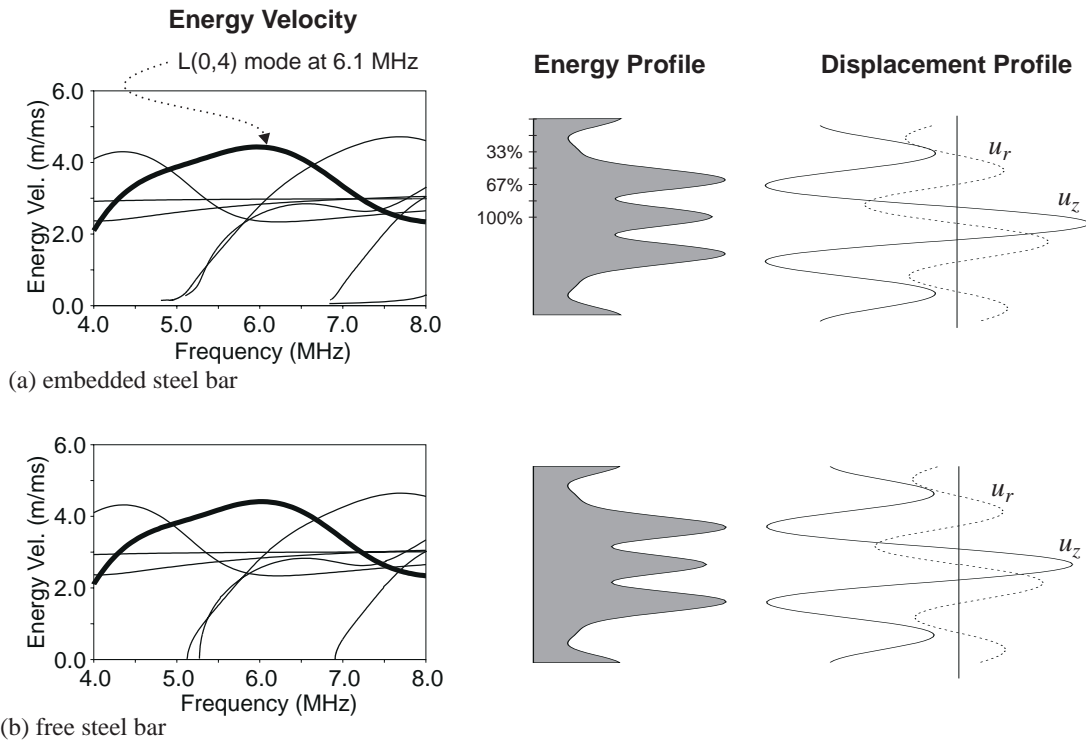 Energy Velocity
L(0,4) mode at 6.1 MHz
Energy Profile
Displacement Profile
6.0
4.0
2.0
0.0
Energy Vel. (m/ms)
4.0 5.0 6.0 7.0 8.0
Frequency (MHz)
33%
67%
100%
u_r
u_z
(a) embedded steel bar
6.0
4.0
2.0
0.0
Energy Vel. (m/ms)
4.0 5.0 6.0 7.0 8.0
Frequency (MHz)
u_r
u_z
(b) free steel bar